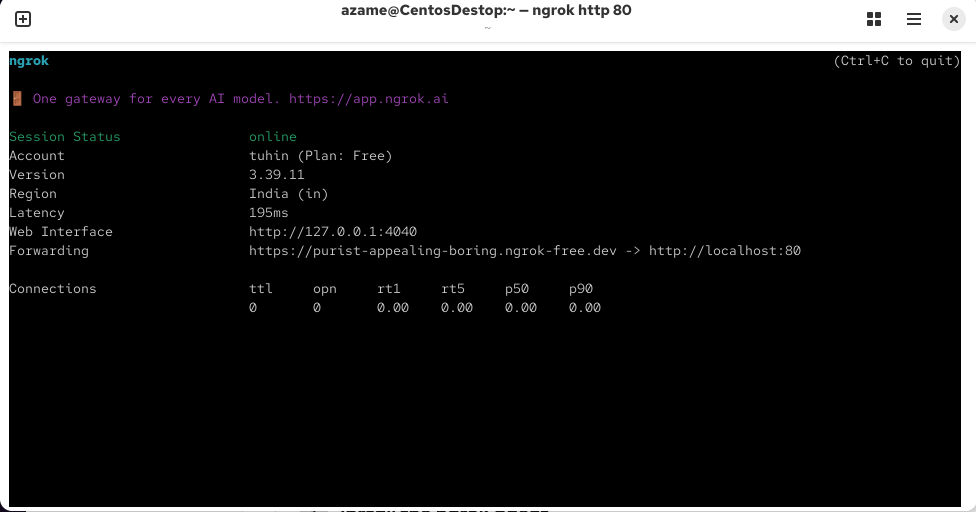 azame@CentosDestop:~ — ngrok http 80
~
ngrok (Ctrl+C to quit)
One gateway for every AI model. https://app.ngrok.ai
Session Status online
Account tuhin (Plan: Free)
Version 3.39.11
Region India (in)
Latency 195ms
Web Interface http://127.0.0.1:4040
Forwarding https://purist-appealing-boring.ngrok-free.dev -> http://localhost:80
Connections ttl opn rt1 rt5 p50 p90
0 0 0.00 0.00 0.00 0.00